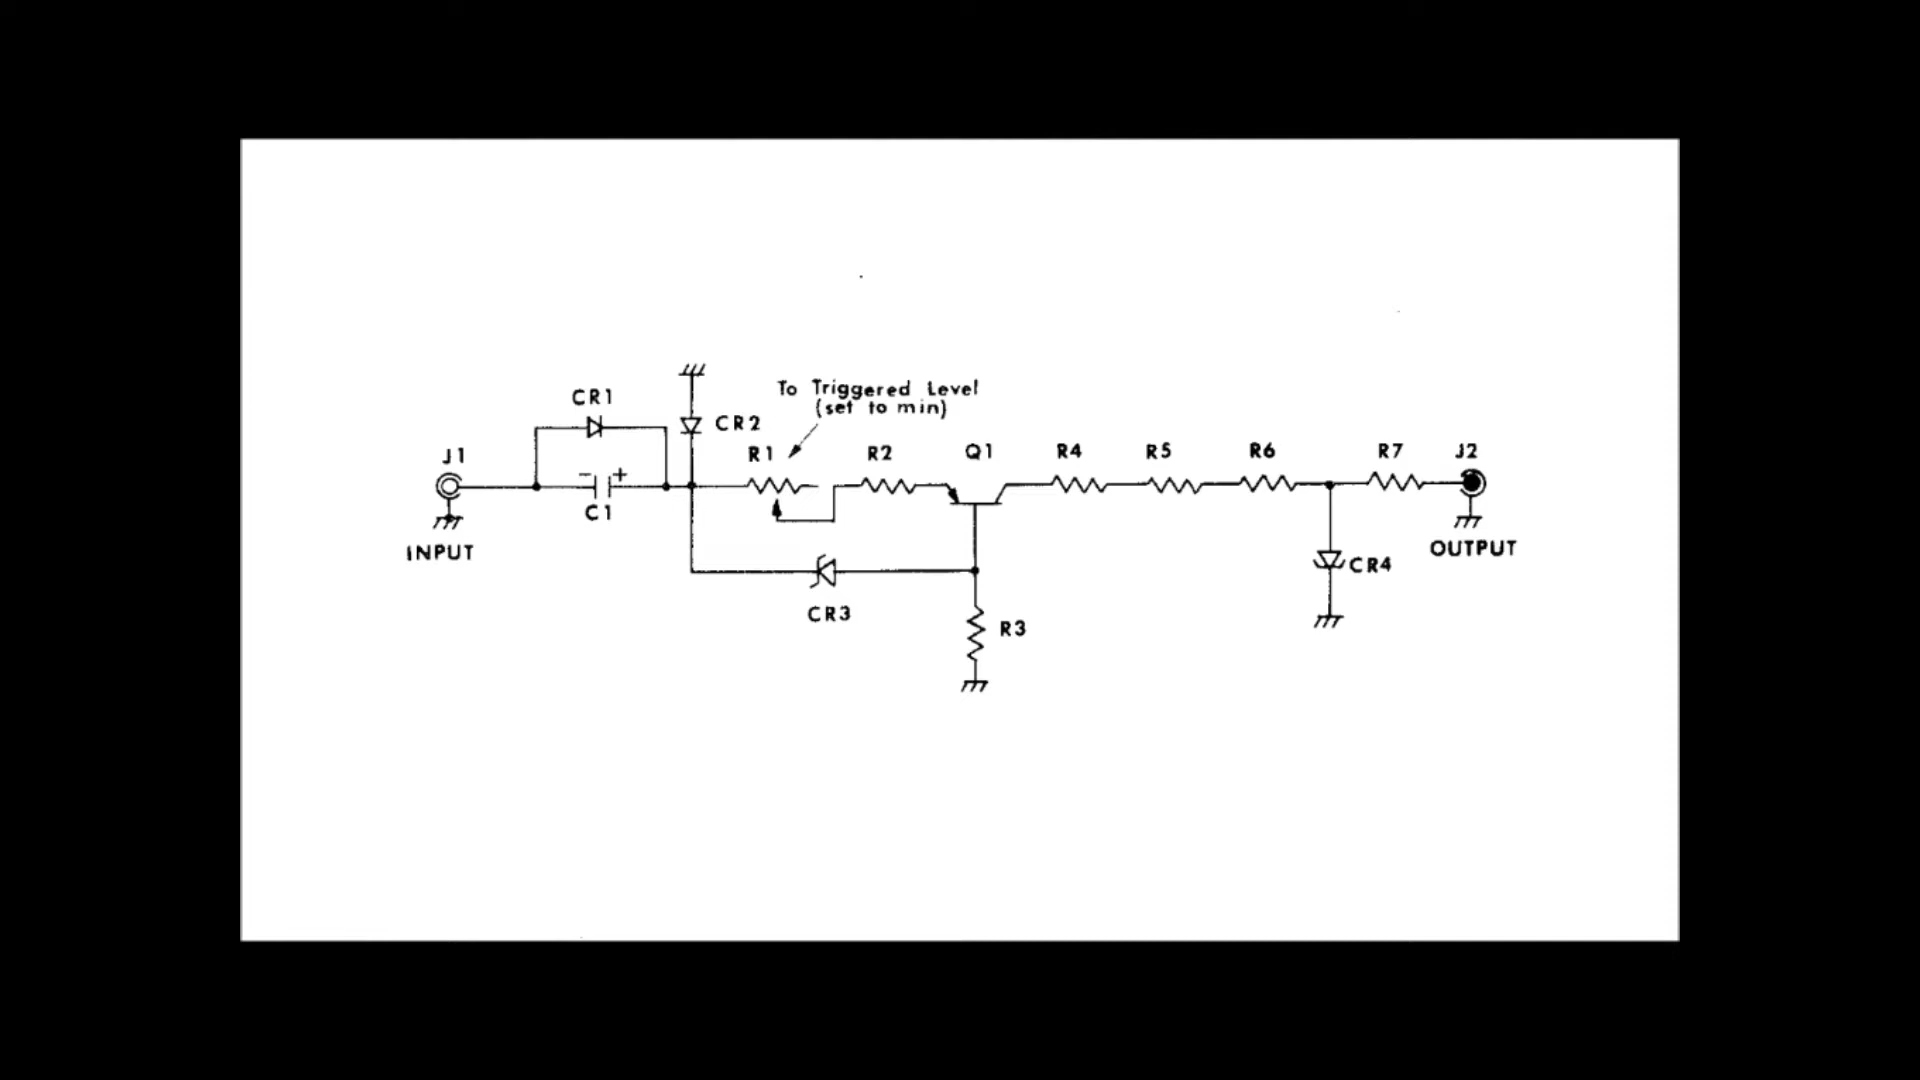 To Triggered Level
(set to min)
CR1
CR2
J1
R1
R2
Q1
R4
R5
R6
R7
J2
- +
C1
INPUT
OUTPUT
CR4
CR3
R3